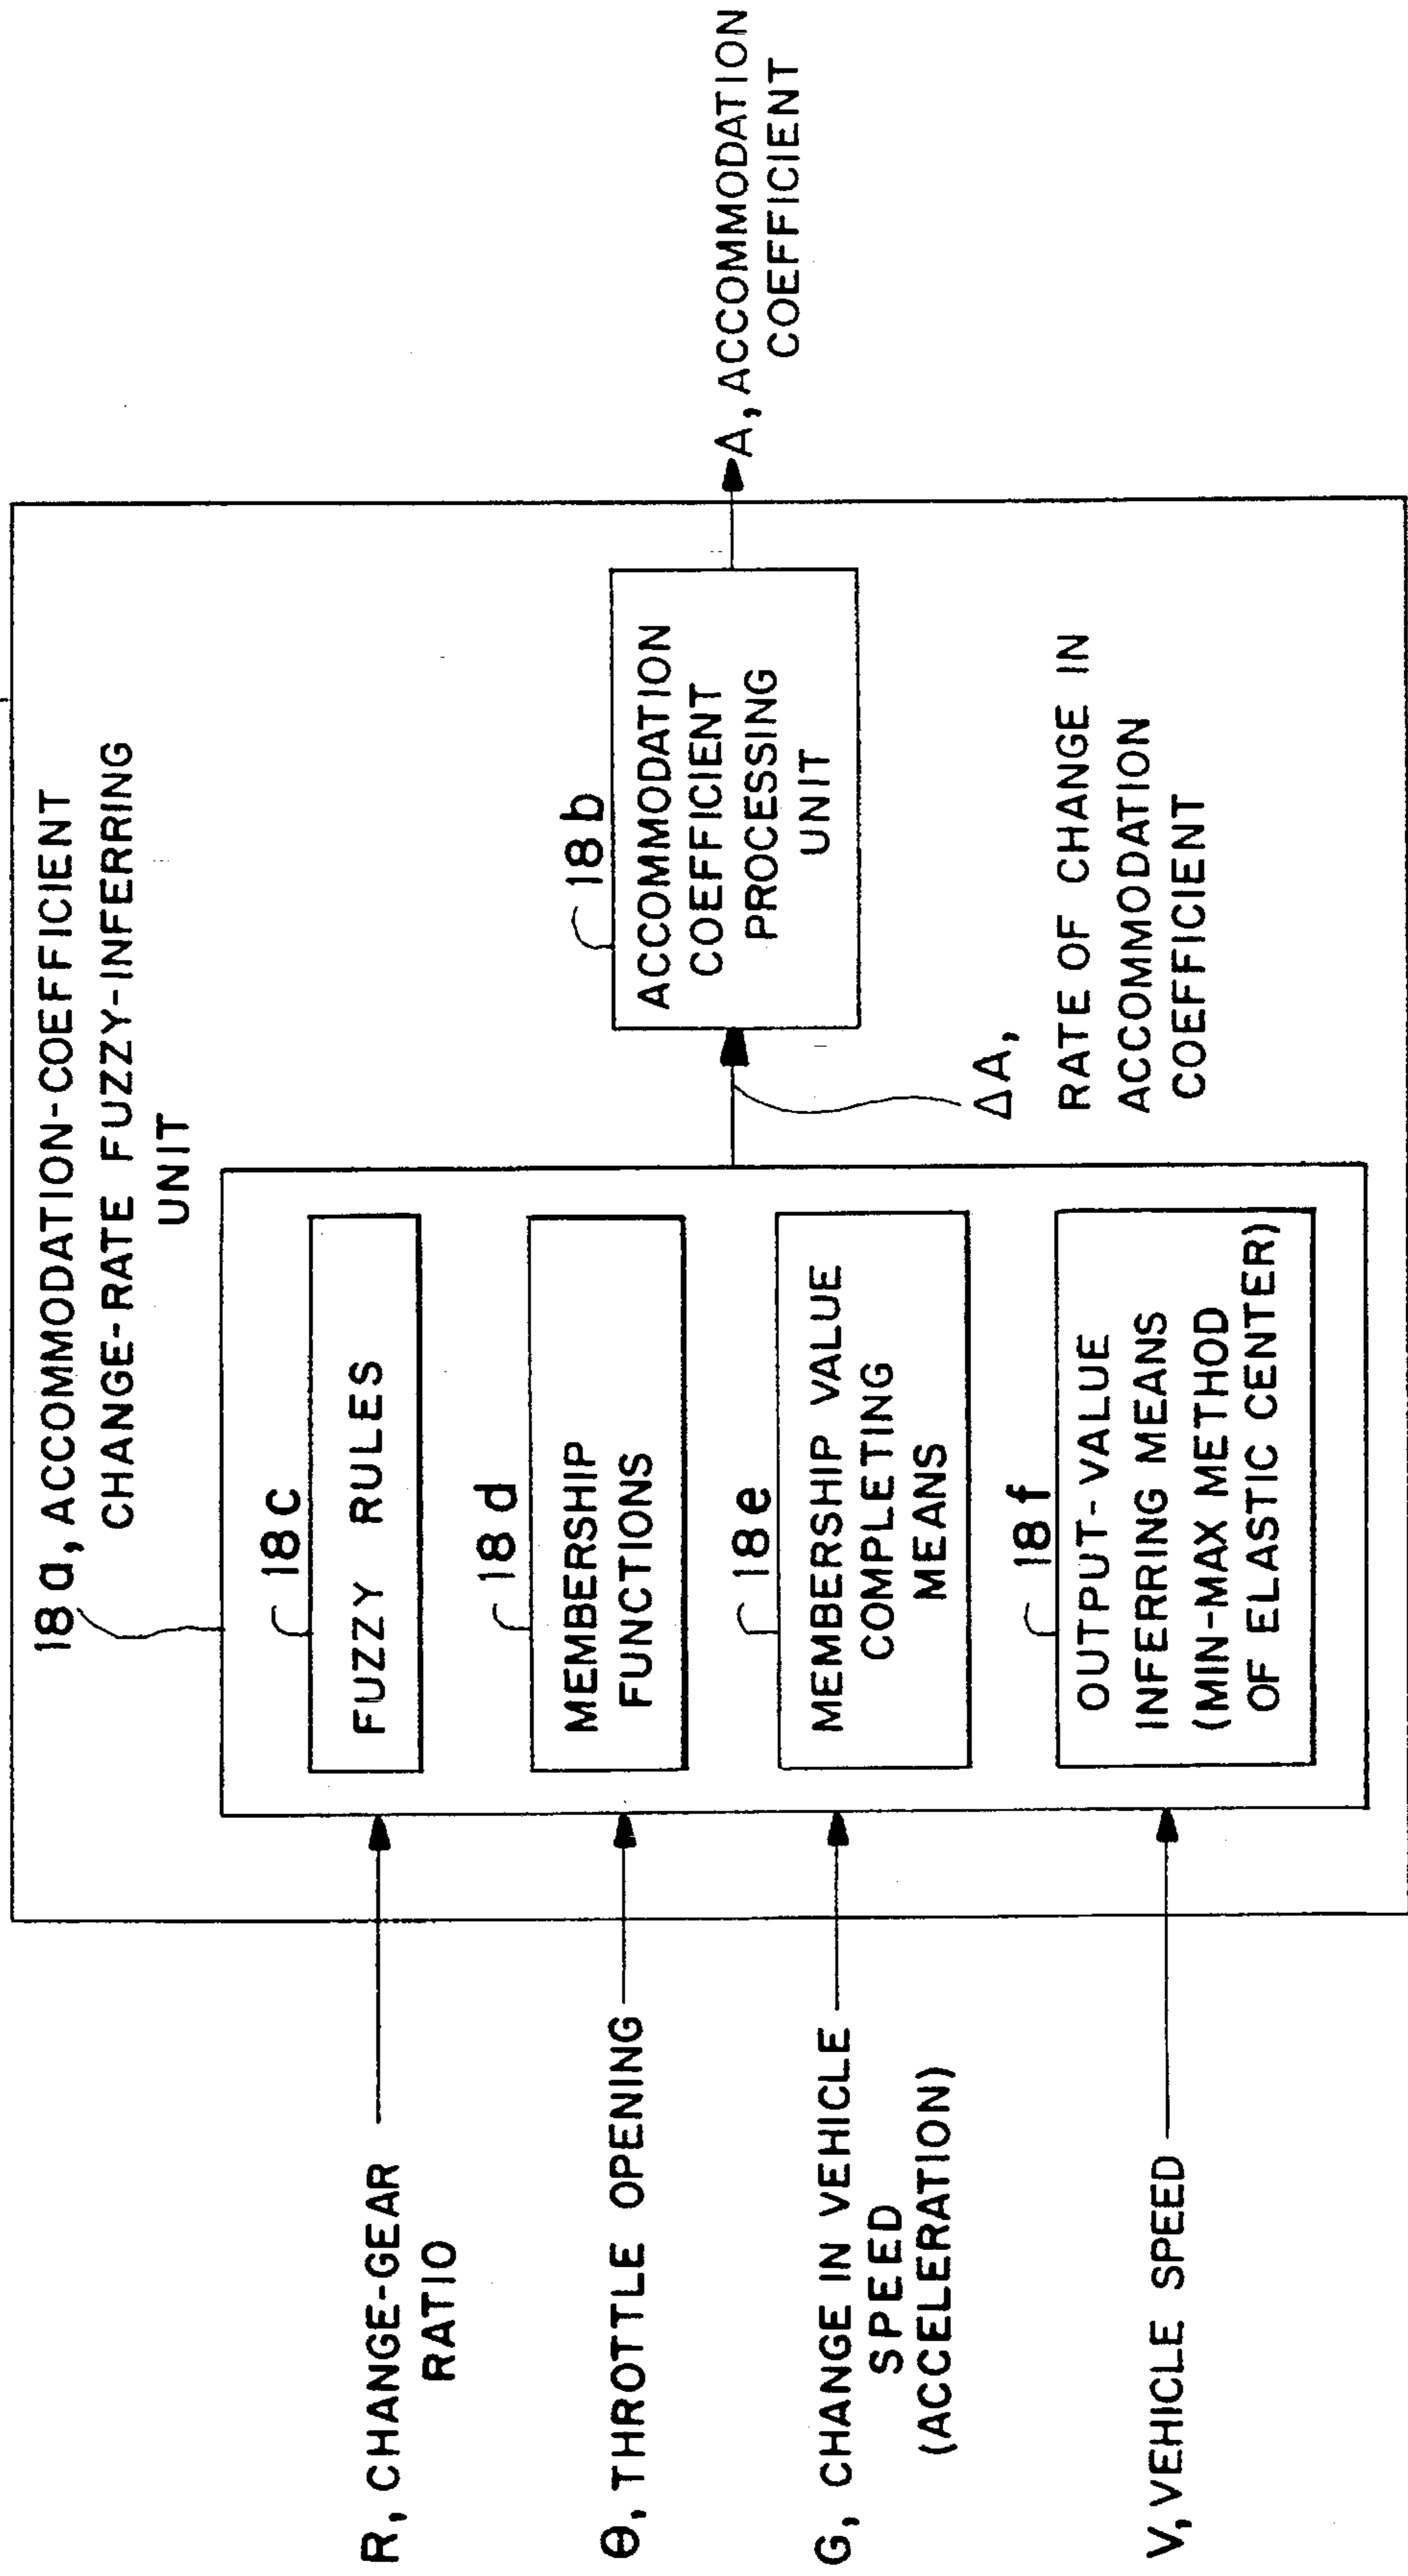 18a, ACCOMMODATION-COEFFICIENT
CHANGE-RATE FUZZY-INFERRING
UNIT
R, CHANGE-GEAR
RATIO
Θ, THROTTLE OPENING
G, CHANGE IN VEHICLE
SPEED
(ACCELERATION)
V, VEHICLE SPEED
18c
FUZZY RULES
18d
MEMBERSHIP
FUNCTIONS
18e
MEMBERSHIP VALUE
COMPLETING
MEANS
18f
OUTPUT-VALUE
INFERRING MEANS
(MIN-MAX METHOD
OF ELASTIC CENTER)
ΔA,
RATE OF CHANGE IN
ACCOMMODATION
COEFFICIENT
18b
ACCOMMODATION
COEFFICIENT
PROCESSING
UNIT
A, ACCOMMODATION
COEFFICIENT